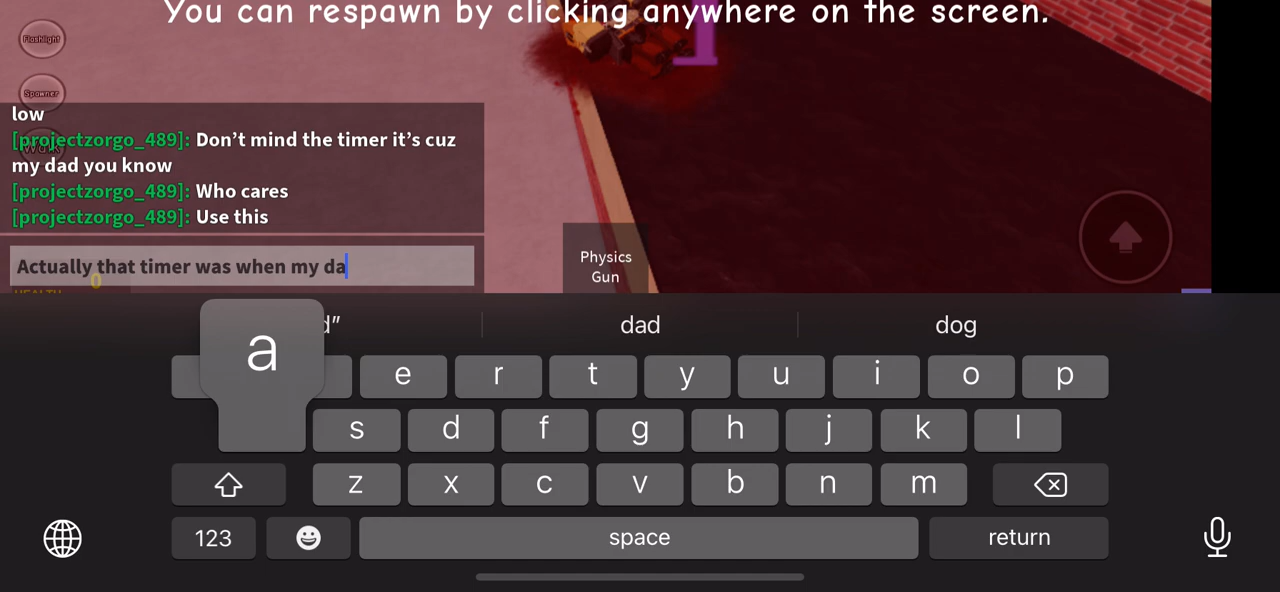 You can respawn by clicking anywhere on the screen.
Flashlight
Spawner
low
[projectzorgo_489]: Don’t mind the timer it’s cuz
my dad you know
[projectzorgo_489]: Who cares
[projectzorgo_489]: Use this
Physics
Gun
Actually that timer was when my da
0
HEALTH
d”
dad
dog
a
e r t y u i o p
s d f g h j k l
z x c v b n m
123
space
return